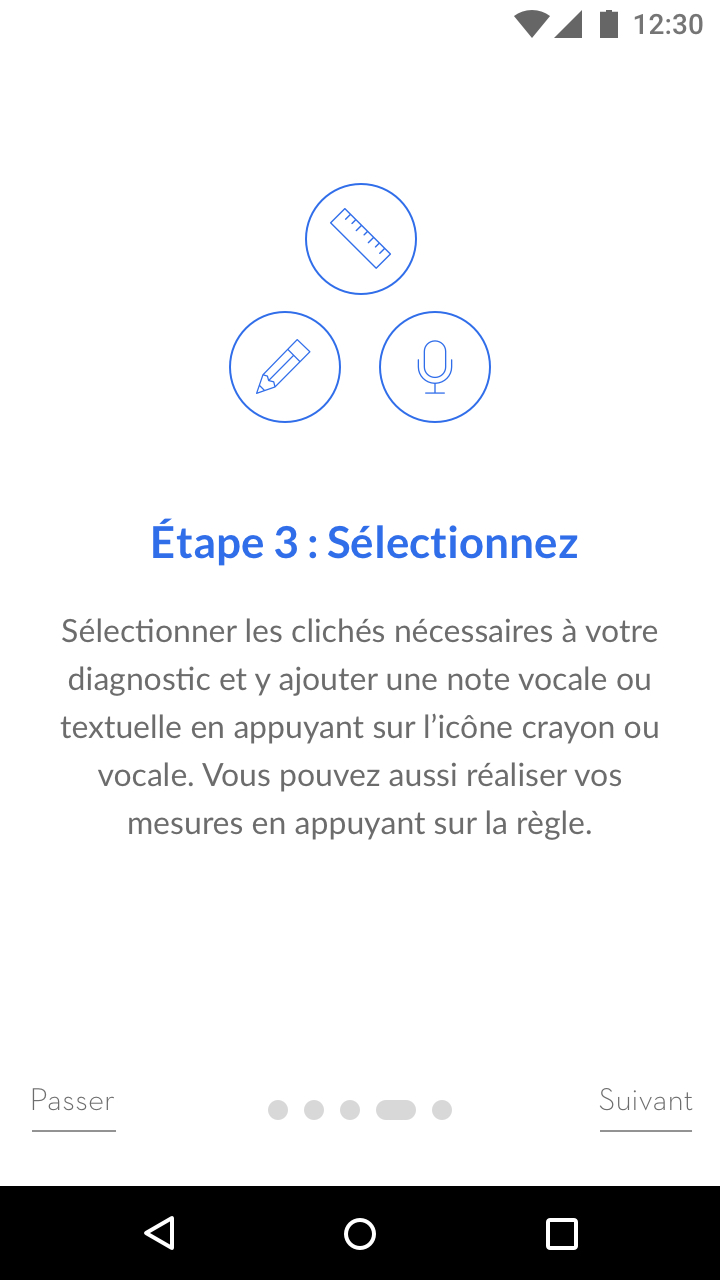 12:30
Étape 3 : Sélectionnez
Sélectionner les clichés nécessaires à votre
diagnostic et y ajouter une note vocale ou
textuelle en appuyant sur l’icône crayon ou
vocale. Vous pouvez aussi réaliser vos
mesures en appuyant sur la règle.
Passer
Suivant